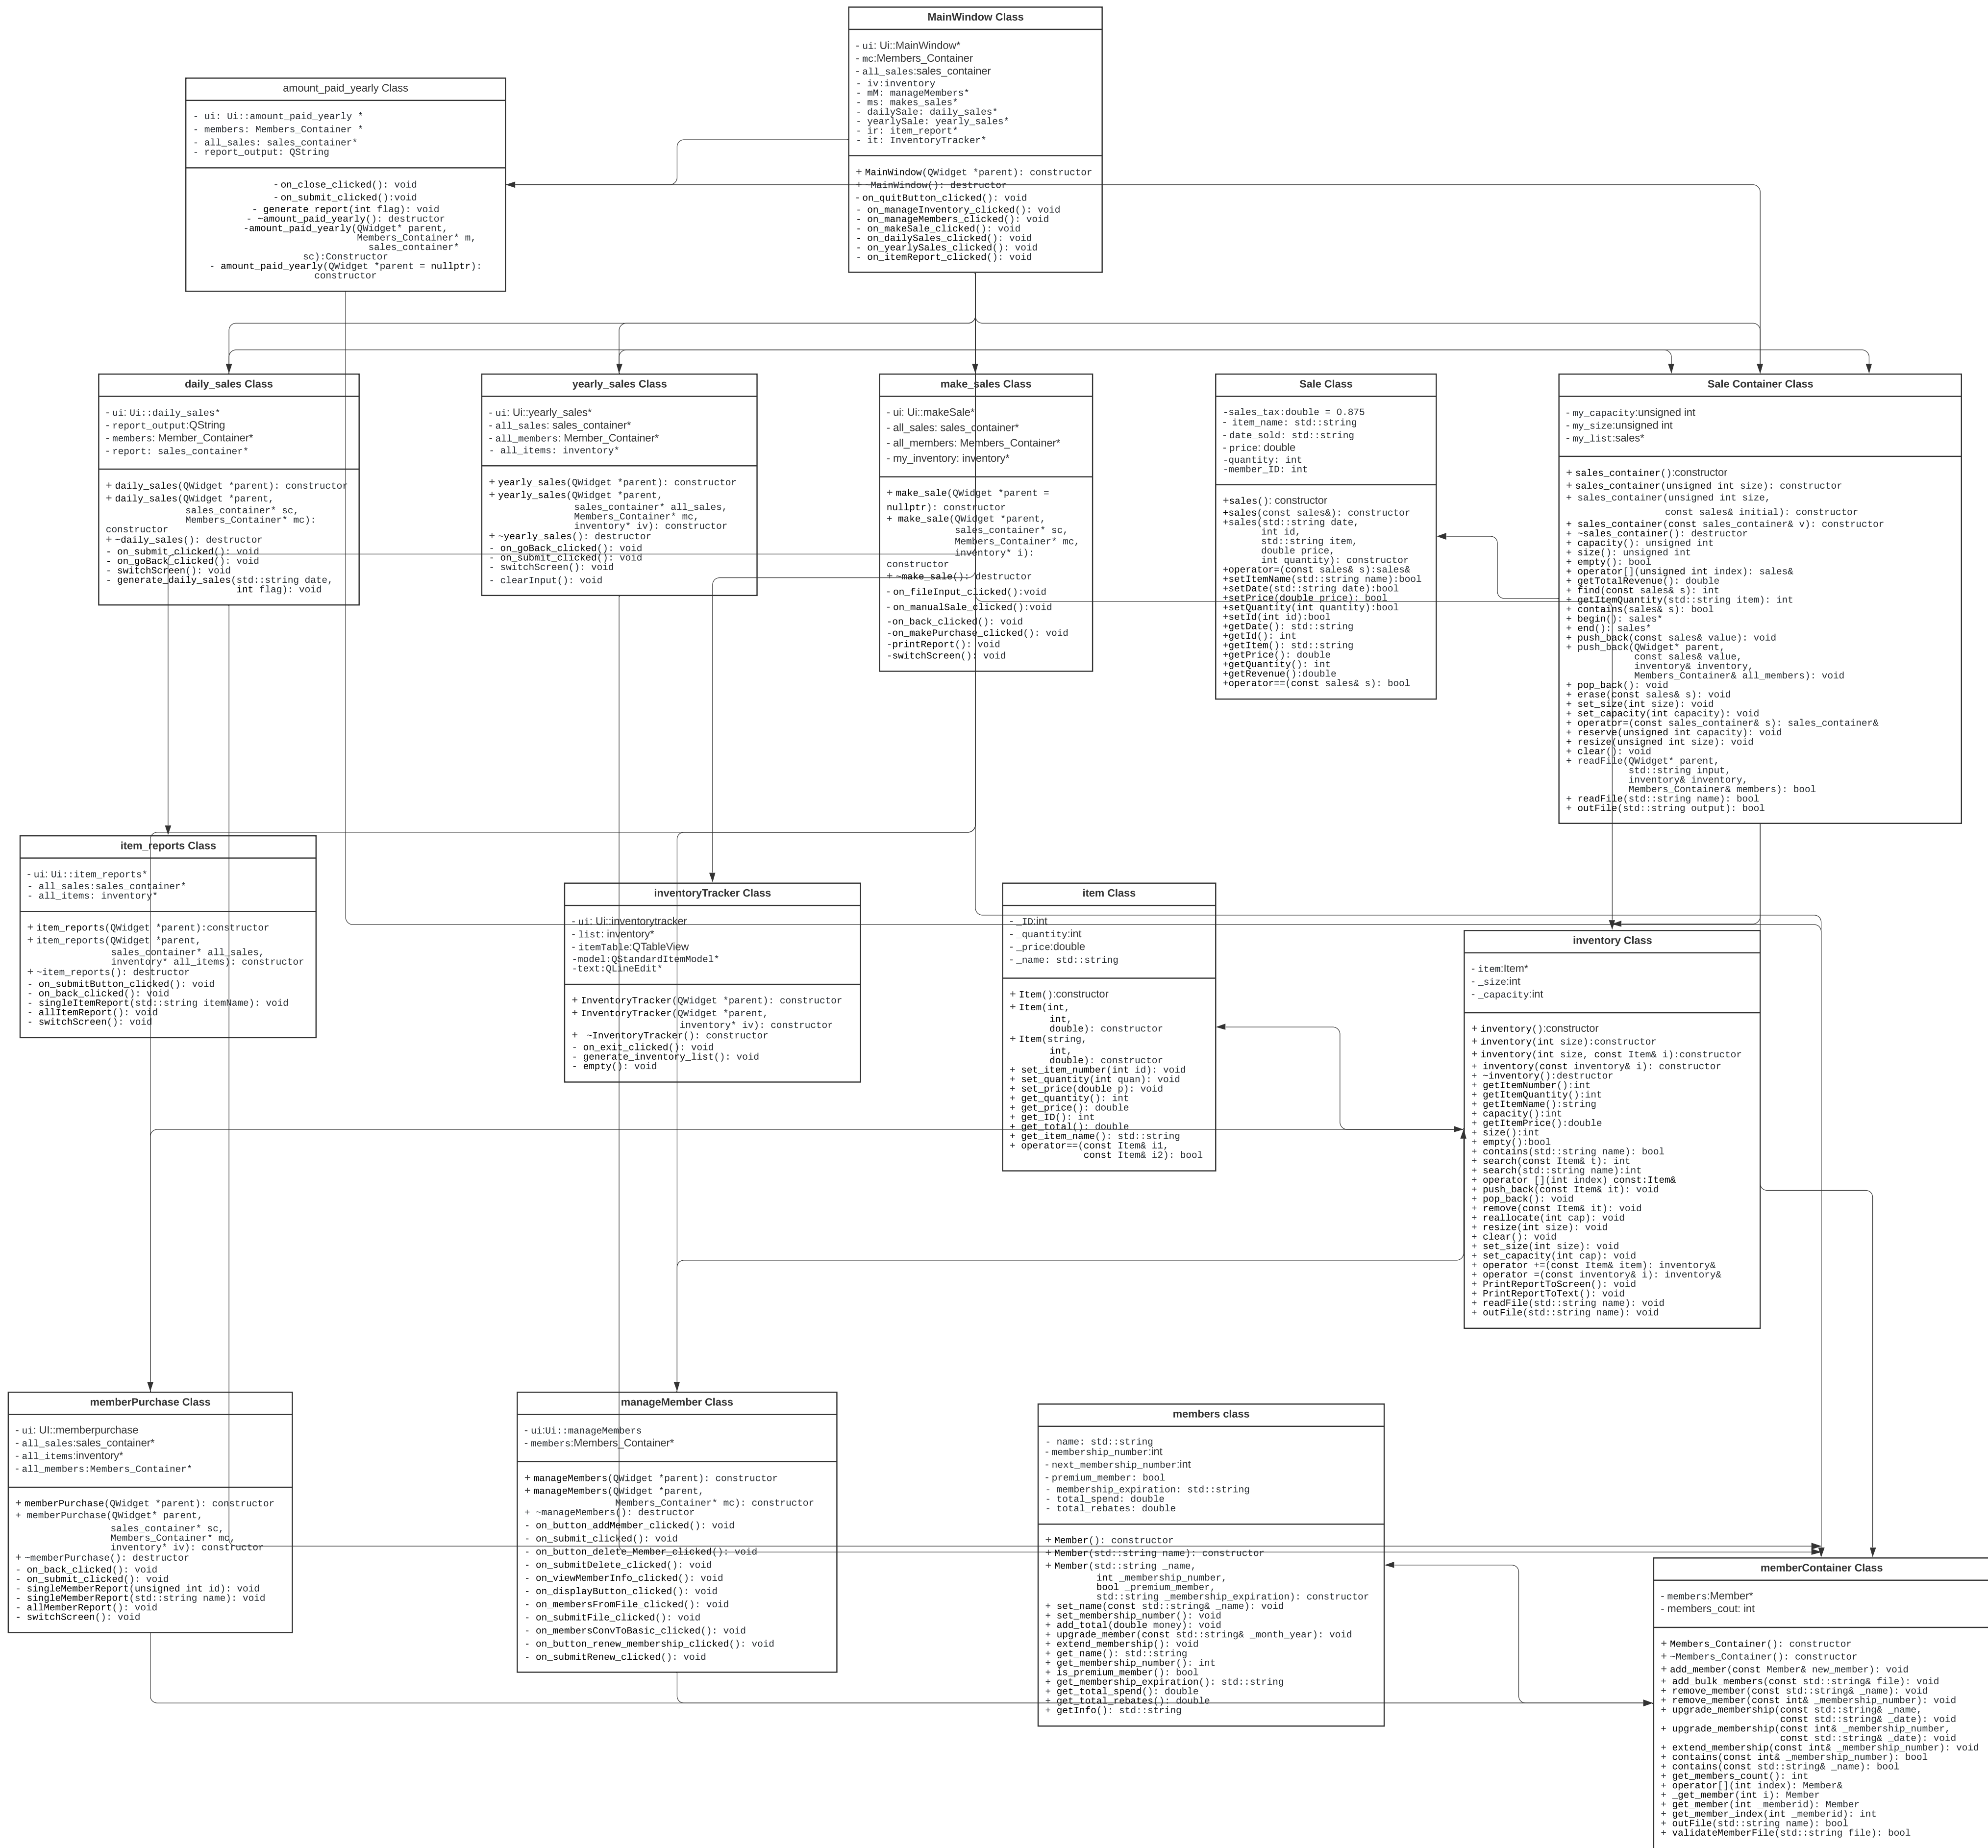 MainWindow Class
- ui: Ui::MainWindow*
- mc:Members_Container
- all_sales:sales_container
- iv:inventory
- mM: manageMembers*
- ms: makes_sales*
- dailySale: daily_sales*
- yearlySale: yearly_sales*
- ir: item_report*
- it: InventoryTracker*
+ MainWindow(QWidget *parent): constructor
+ ~MainWindow(): destructor
- on_quitButton_clicked(): void
- on_manageInventory_clicked(): void
- on_manageMembers_clicked(): void
- on_makeSale_clicked(): void
- on_dailySales_clicked(): void
- on_yearlySales_clicked(): void
- on_itemReport_clicked(): void
amount_paid_yearly Class
- ui: Ui::amount_paid_yearly *
- members: Members_Container *
- all_sales: sales_container*
- report_output: QString
- on_close_clicked(): void
- on_submit_clicked():void
- generate_report(int flag): void
- ~amount_paid_yearly(): destructor
-amount_paid_yearly(QWidget* parent,
Members_Container* m,
sales_container*
sc):Constructor
- amount_paid_yearly(QWidget *parent = nullptr):
constructor
daily_sales Class
- ui: Ui::daily_sales*
- report_output:QString
- members: Member_Container*
- report: sales_container*
+ daily_sales(QWidget *parent): constructor
+ daily_sales(QWidget *parent,
sales_container* sc,
Members_Container* mc):
constructor
+ ~daily_sales(): destructor
- on_submit_clicked(): void
- on_goBack_clicked(): void
- switchScreen(): void
- generate_daily_sales(std::string date,
int flag): void
yearly_sales Class
- ui: Ui::yearly_sales*
- all_sales: sales_container*
- all_members: Member_Container*
- all_items: inventory*
+ yearly_sales(QWidget *parent): constructor
+ yearly_sales(QWidget *parent,
sales_container* all_sales,
Members_Container* mc,
inventory* iv): constructor
+ ~yearly_sales(): destructor
- on_goBack_clicked(): void
- on_submit_clicked(): void
- switchScreen(): void
- clearInput(): void
make_sales Class
- ui: Ui::makeSale*
- all_sales: sales_container*
- all_members: Members_Container*
- my_inventory: inventory*
+ make_sale(QWidget *parent =
nullptr): constructor
+ make_sale(QWidget *parent,
sales_container* sc,
Members_Container* mc,
inventory* i):
constructor
+ ~make_sale(): destructor
- on_fileInput_clicked():void
- on_manualSale_clicked():void
-on_back_clicked(): void
-on_makePurchase_clicked(): void
-printReport(): void
-switchScreen(): void
Sale Class
-sales_tax:double = 0.875
- item_name: std::string
- date_sold: std::string
- price: double
-quantity: int
-member_ID: int
+sales(): constructor
+sales(const sales&): constructor
+sales(std::string date,
int id,
std::string item,
double price,
int quantity): constructor
+operator=(const sales& s):sales&
+setItemName(std::string name):bool
+setDate(std::string date):bool
+setPrice(double price): bool
+setQuantity(int quantity):bool
+setId(int id):bool
+getDate(): std::string
+getId(): int
+getItem(): std::string
+getPrice(): double
+getQuantity(): int
+getRevenue():double
+operator==(const sales& s): bool
Sale Container Class
- my_capacity:unsigned int
- my_size:unsigned int
- my_list:sales*
+ sales_container():constructor
+ sales_container(unsigned int size): constructor
+ sales_container(unsigned int size,
const sales& initial): constructor
+ sales_container(const sales_container& v): constructor
+ ~sales_container(): destructor
+ capacity(): unsigned int
+ size(): unsigned int
+ empty(): bool
+ operator[](unsigned int index): sales&
+ getTotalRevenue(): double
+ find(const sales& s): int
+ getItemQuantity(std::string item): int
+ contains(sales& s): bool
+ begin(): sales*
+ end(): sales*
+ push_back(const sales& value): void
+ push_back(QWidget* parent,
const sales& value,
inventory& inventory,
Members_Container& all_members): void
+ pop_back(): void
+ erase(const sales& s): void
+ set_size(int size): void
+ set_capacity(int capacity): void
+ operator=(const sales_container& s): sales_container&
+ reserve(unsigned int capacity): void
+ resize(unsigned int size): void
+ clear(): void
+ readFile(QWidget* parent,
std::string input,
inventory& inventory,
Members_Container& members): bool
+ readFile(std::string name): bool
+ outFile(std::string output): bool
item_reports Class
- ui: Ui::item_reports*
- all_sales:sales_container*
- all_items: inventory*
+ item_reports(QWidget *parent):constructor
+ item_reports(QWidget *parent,
sales_container* all_sales,
inventory* all_items): constructor
+ ~item_reports(): destructor
- on_submitButton_clicked(): void
- on_back_clicked(): void
- singleItemReport(std::string itemName): void
- allItemReport(): void
- switchScreen(): void
inventoryTracker Class
- ui: Ui::inventorytracker
- list: inventory*
- itemTable:QTableView
-model:QStandardItemModel*
-text:QLineEdit*
+ InventoryTracker(QWidget *parent): constructor
+ InventoryTracker(QWidget *parent,
inventory* iv): constructor
+ ~InventoryTracker(): constructor
- on_exit_clicked(): void
- generate_inventory_list(): void
- empty(): void
item Class
- _ID:int
- _quantity:int
- _price:double
- _name: std::string
+ Item():constructor
+ Item(int,
int,
double): constructor
+ Item(string,
int,
double): constructor
+ set_item_number(int id): void
+ set_quantity(int quan): void
+ set_price(double p): void
+ get_quantity(): int
+ get_price(): double
+ get_ID(): int
+ get_total(): double
+ get_item_name(): std::string
+ operator==(const Item& i1,
const Item& i2): bool
inventory Class
- item:Item*
- _size:int
- _capacity:int
+ inventory():constructor
+ inventory(int size):constructor
+ inventory(int size, const Item& i):constructor
+ inventory(const inventory& i): constructor
+ ~inventory():destructor
+ getItemNumber():int
+ getItemQuantity():int
+ getItemName():string
+ capacity():int
+ getItemPrice():double
+ size():int
+ empty():bool
+ contains(std::string name): bool
+ search(const Item& t): int
+ search(std::string name):int
+ operator [](int index) const:Item&
+ push_back(const Item& it): void
+ pop_back(): void
+ remove(const Item& it): void
+ reallocate(int cap): void
+ resize(int size): void
+ clear(): void
+ set_size(int size): void
+ set_capacity(int cap): void
+ operator +=(const Item& item): inventory&
+ operator =(const inventory& i): inventory&
+ PrintReportToScreen(): void
+ PrintReportToText(): void
+ readFile(std::string name): void
+ outFile(std::string name): void
memberPurchase Class
- ui: UI::memberpurchase
- all_sales:sales_container*
- all_items:inventory*
- all_members:Members_Container*
+ memberPurchase(QWidget *parent): constructor
+ memberPurchase(QWidget* parent,
sales_container* sc,
Members_Container* mc,
inventory* iv): constructor
+ ~memberPurchase(): destructor
- on_back_clicked(): void
- on_submit_clicked(): void
- singleMemberReport(unsigned int id): void
- singleMemberReport(std::string name): void
- allMemberReport(): void
- switchScreen(): void
manageMember Class
- ui:Ui::manageMembers
- members:Members_Container*
+ manageMembers(QWidget *parent): constructor
+ manageMembers(QWidget *parent,
Members_Container* mc): constructor
+ ~manageMembers(): destructor
- on_button_addMember_clicked(): void
- on_submit_clicked(): void
- on_button_delete_Member_clicked(): void
- on_submitDelete_clicked(): void
- on_viewMemberInfo_clicked(): void
- on_displayButton_clicked(): void
- on_membersFromFile_clicked(): void
- on_submitFile_clicked(): void
- on_membersConvToBasic_clicked(): void
- on_button_renew_membership_clicked(): void
- on_submitRenew_clicked(): void
members class
- name: std::string
- membership_number:int
- next_membership_number:int
- premium_member: bool
- membership_expiration: std::string
- total_spend: double
- total_rebates: double
+ Member(): constructor
+ Member(std::string name): constructor
+ Member(std::string _name,
int _membership_number,
bool _premium_member,
std::string _membership_expiration): constructor
+ set_name(const std::string& _name): void
+ set_membership_number(): void
+ add_total(double money): void
+ upgrade_member(const std::string& _month_year): void
+ extend_membership(): void
+ get_name(): std::string
+ get_membership_number(): int
+ is_premium_member(): bool
+ get_membership_expiration(): std::string
+ get_total_spend(): double
+ get_total_rebates(): double
+ getInfo(): std::string
memberContainer Class
- members:Member*
- members_cout: int
+ Members_Container(): constructor
+ ~Members_Container(): constructor
+ add_member(const Member& new_member): void
+ add_bulk_members(const std::string& file): void
+ remove_member(const std::string& _name): void
+ remove_member(const int& _membership_number): void
+ upgrade_membership(const std::string& _name,
const std::string& _date): void
+ upgrade_membership(const int& _membership_number,
const std::string& _date): void
+ extend_membership(const int& _membership_number): void
+ contains(const int& _membership_number): bool
+ contains(const std::string& _name): bool
+ get_members_count(): int
+ operator[](int index): Member&
+ _get_member(int i): Member
+ get_member(int _memberid): Member
+ get_member_index(int _memberid): int
+ outFile(std::string name): bool
+ validateMemberFile(std::string file): bool